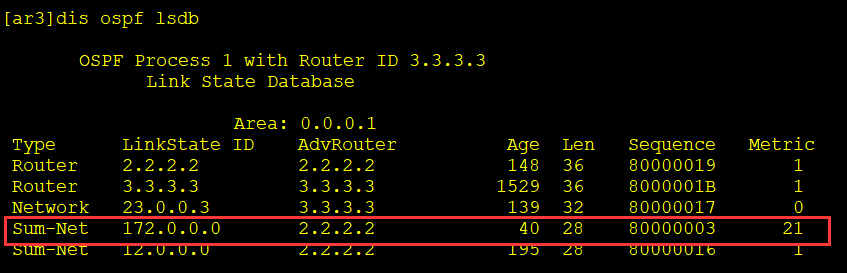 [ar3]dis ospf lsdb
OSPF Process 1 with Router ID 3.3.3.3
Link State Database
Area: 0.0.0.1
Type LinkState ID AdvRouter Age Len Sequence Metric
Router 2.2.2.2 2.2.2.2 148 36 80000019 1
Router 3.3.3.3 3.3.3.3 1529 36 8000001B 1
Network 23.0.0.3 3.3.3.3 139 32 80000017 0
Sum-Net 172.0.0.0 2.2.2.2 40 28 80000003 21
Sum-Net 12.0.0.0 2.2.2.2 195 28 80000016 1